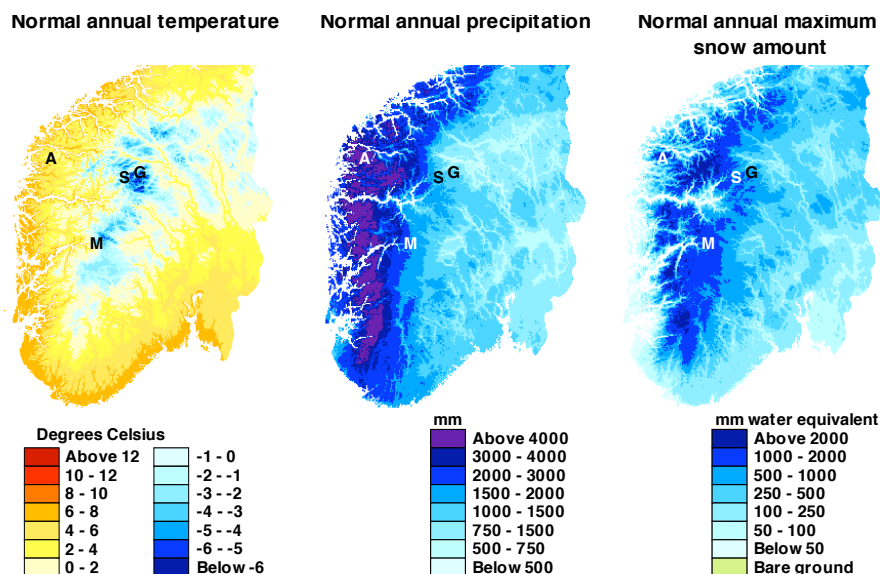 Normal annual temperature
Normal annual precipitation
Normal annual maximum
snow amount
A
S G
M
A
S G
M
A
S G
M
Degrees Celsius
Above 12
10 - 12
8 - 10
6 - 8
4 - 6
2 - 4
0 - 2
-1 - 0
-2 - -1
-3 - -2
-4 - -3
-5 - -4
-6 - -5
Below -6
mm
Above 4000
3000 - 4000
2000 - 3000
1500 - 2000
1000 - 1500
750 - 1500
500 - 750
Below 500
mm water equivalent
Above 2000
1000 - 2000
500 - 1000
250 - 500
100 - 250
50 - 100
Below 50
Bare ground